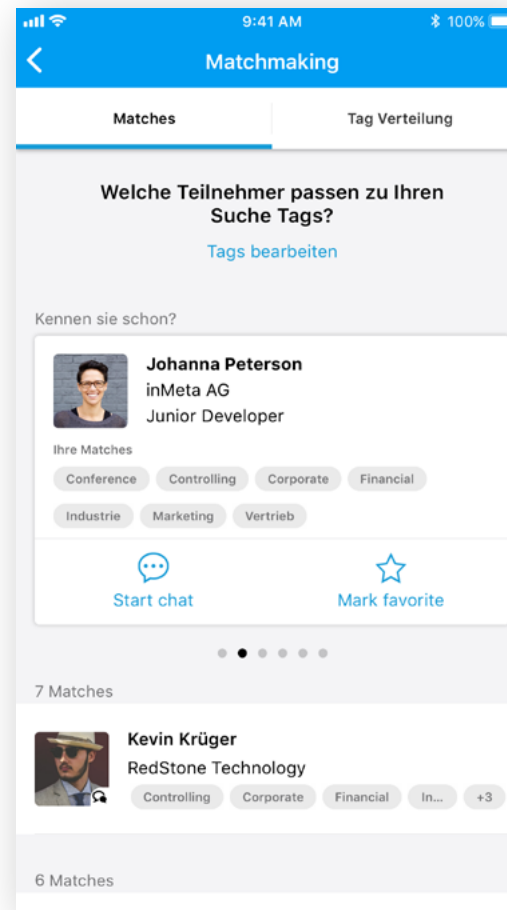 9:41 AM 100%
Matchmaking
Matches Tag Verteilung
Welche Teilnehmer passen zu Ihren
Suche Tags?
Tags bearbeiten
Kennen sie schon?
Johanna Peterson
inMeta AG
Junior Developer
Ihre Matches
Conference Controlling Corporate Financial
Industrie Marketing Vertrieb
Start chat Mark favorite
7 Matches
Kevin Krüger
RedStone Technology
Controlling Corporate Financial In... +3
6 Matches